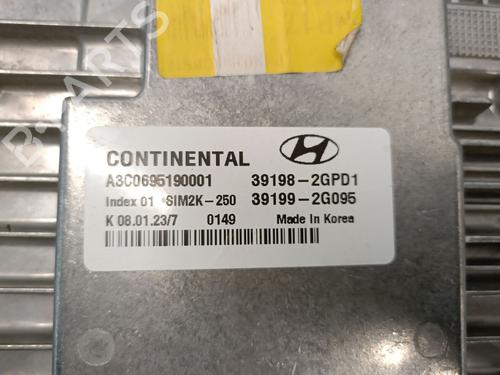 CONTINENTAL
A3C0695190001 39198-2GPD1
Index 01 SIM2K-250 39199-2G095
K 08.01.23/7 0149 Made in Korea